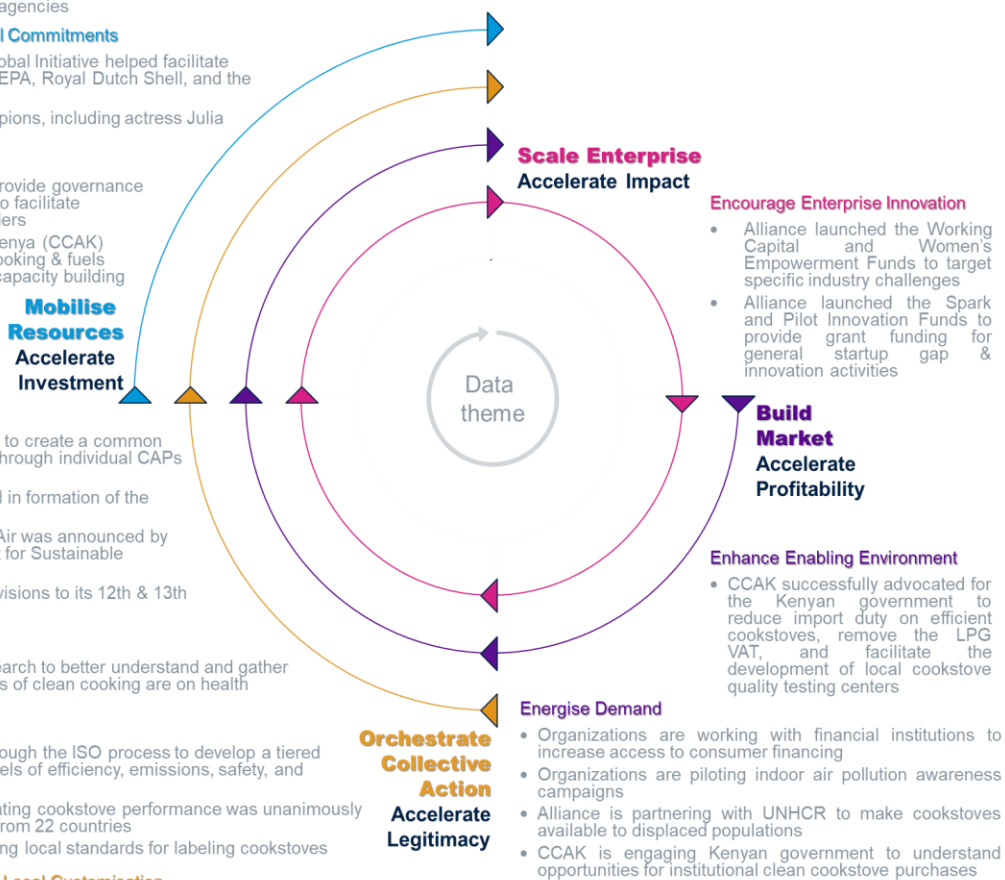 agencies
Commitments
obal Initiative helped facilitate
EPA, Royal Dutch Shell, and the
pions, including actress Julia
rovide governance
o facilitate
ders
enya (CCAK)
ooking & fuels
capacity building
Mobilise
Resources
Accelerate
Investment
to create a common
through individual CAPs
in formation of the
Air was announced by
for Sustainable
visions to its 12th & 13th
earch to better understand and gather
s of clean cooking are on health
ough the ISO process to develop a tiered
els of efficiency, emissions, safety, and
ating cookstove performance was unanimously
from 22 countries
ng local standards for labeling cookstoves
Orchestrate
Collective
Action
Accelerate
Legitimacy
Data
theme
Scale Enterprise
Accelerate Impact
Encourage Enterprise Innovation
• Alliance launched the Working
Capital and Women's
Empowerment Funds to target
specific industry challenges
• Alliance launched the Spark
and Pilot Innovation Funds to
provide grant funding for
general startup gap &
innovation activities
Build
Market
Accelerate
Profitability
Enhance Enabling Environment
• CCAK successfully advocated for
the Kenyan government to
reduce import duty on efficient
cookstoves, remove the LPG
VAT, and facilitate the
development of local cookstove
quality testing centers
Energise Demand
• Organizations are working with financial institutions to
increase access to consumer financing
• Organizations are piloting indoor air pollution awareness
campaigns
• Alliance is partnering with UNHCR to make cookstoves
available to displaced populations
• CCAK is engaging Kenyan government to understand
opportunities for institutional clean cookstove purchases